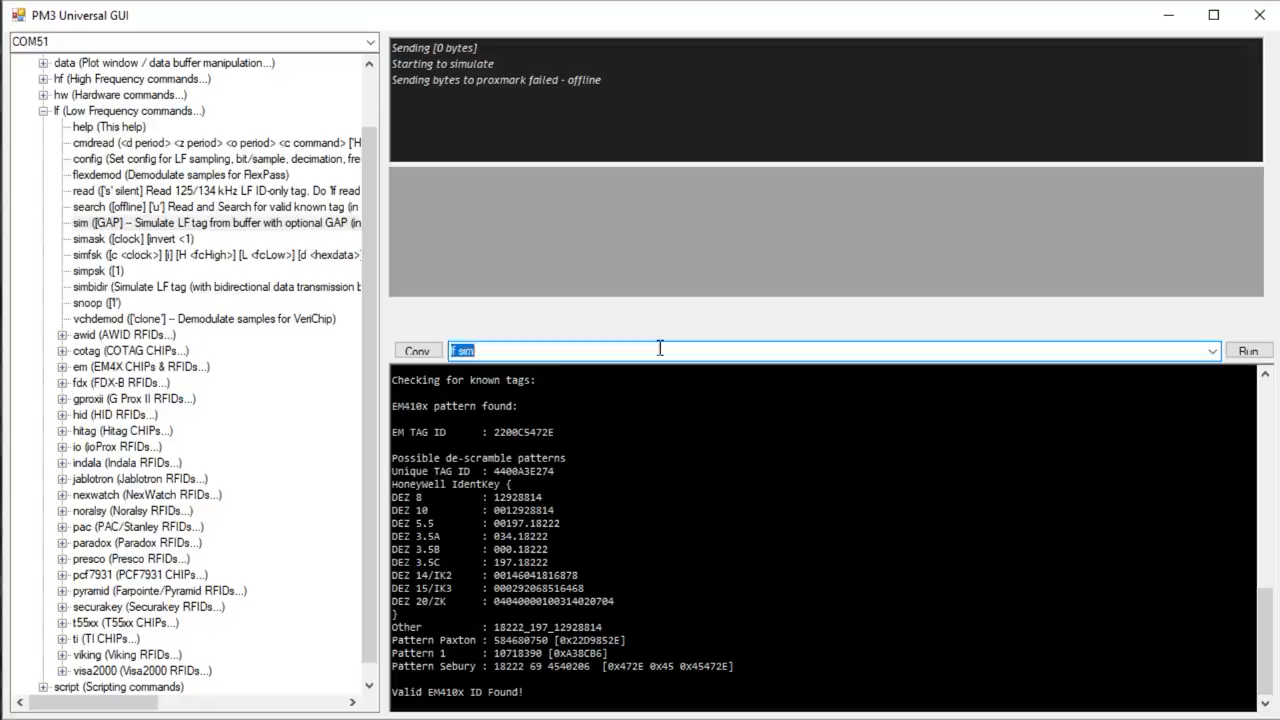 PM3 Universal GUI
COM51
data (Plot window / data buffer manipulation...)
hf (High Frequency commands...)
hw (Hardware commands...)
lf (Low Frequency commands...)
help (This help)
cmdread (<d period> <z period> <o period> <c command> ['H
config (Set config for LF sampling, bit/sample, decimation, fre
flexdemod (Demodulate samples for FlexPass)
read (['s' silent] Read 125/134 kHz LF ID-only tag. Do 'lf read
search ([offline] ['u'] Read and Search for valid known tag (in
sim ([GAP] -- Simulate LF tag from buffer with optional GAP (in
simask ([clock] [invert <1)
simfsk ([c <clock>] [i] [H <fcHigh>] [L <fcLow>] [d <hexdata>]
simpsk ([1)
simbidir (Simulate LF tag (with bidirectional data transmission b
snoop (['l')
vchdemod (['clone'] -- Demodulate samples for VeriChip)
awid (AWID RFIDs...)
cotag (COTAG CHIPs...)
em (EM4X CHIPs & RFIDs...)
fdx (FDX-B RFIDs...)
gproxii (G Prox II RFIDs...)
hid (HID RFIDs...)
hitag (Hitag CHIPs...)
io (ioProx RFIDs...)
indala (Indala RFIDs...)
jablotron (Jablotron RFIDs...)
nexwatch (NexWatch RFIDs...)
noralsy (Noralsy RFIDs...)
pac (PAC/Stanley RFIDs...)
paradox (Paradox RFIDs...)
presco (Presco RFIDs...)
pcf7931 (PCF7931 CHIPs...)
pyramid (Farpointe/Pyramid RFIDs...)
securakey (Securakey RFIDs...)
t55xx (T55xx CHIPs...)
ti (TI CHIPs...)
viking (Viking RFIDs...)
visa2000 (Visa2000 RFIDs...)
script (Scripting commands)
Sending [0 bytes]
Starting to simulate
Sending bytes to proxmark failed - offline
Copy
lf sim
Run
Checking for known tags:
EM410x pattern found:
EM TAG ID : 2200C5472E
Possible de-scramble patterns
Unique TAG ID : 4400A3E274
HoneyWell IdentKey {
DEZ 8 : 12928814
DEZ 10 : 0012928814
DEZ 5.5 : 00197.18222
DEZ 3.5A : 034.18222
DEZ 3.5B : 000.18222
DEZ 3.5C : 197.18222
DEZ 14/IK2 : 00146041816878
DEZ 15/IK3 : 000292068516468
DEZ 20/ZK : 04040000100314020704
}
Other : 18222_197_12928814
Pattern Paxton : 584680750 [0x22D9852E]
Pattern 1 : 10718390 [0xA38CB6]
Pattern Sebury : 18222 69 4540206 [0x472E 0x45 0x45472E]
Valid EM410x ID Found!